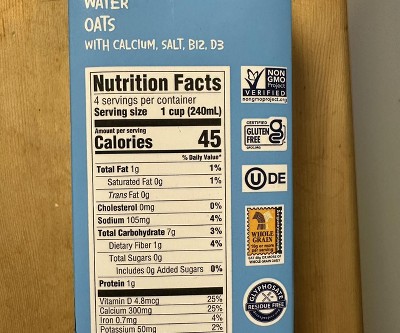 WATER
OATS
WITH CALCIUM, SALT, B12, D3
Nutrition Facts
4 servings per container
Serving size 1 cup (240mL)
Amount per serving
Calories 45
% Daily Value*
Total Fat 1g 1%
Saturated Fat 0g 1%
Trans Fat 0g
Cholesterol 0mg 0%
Sodium 105mg 4%
Total Carbohydrate 7g 3%
Dietary Fiber 1g 4%
Total Sugars 0g
Includes 0g Added Sugars 0%
Protein 1g
Vitamin D 4.8mcg 25%
Calcium 300mg 25%
Iron 0.7mg 4%
Potassium 50mg 2%
NON
GMO
Project
VERIFIED
nongmoproject.org
CERTIFIED
GLUTEN
FREE
U DE
WHOLE
GRAIN
GLYPHOSATE
RESIDUE FREE